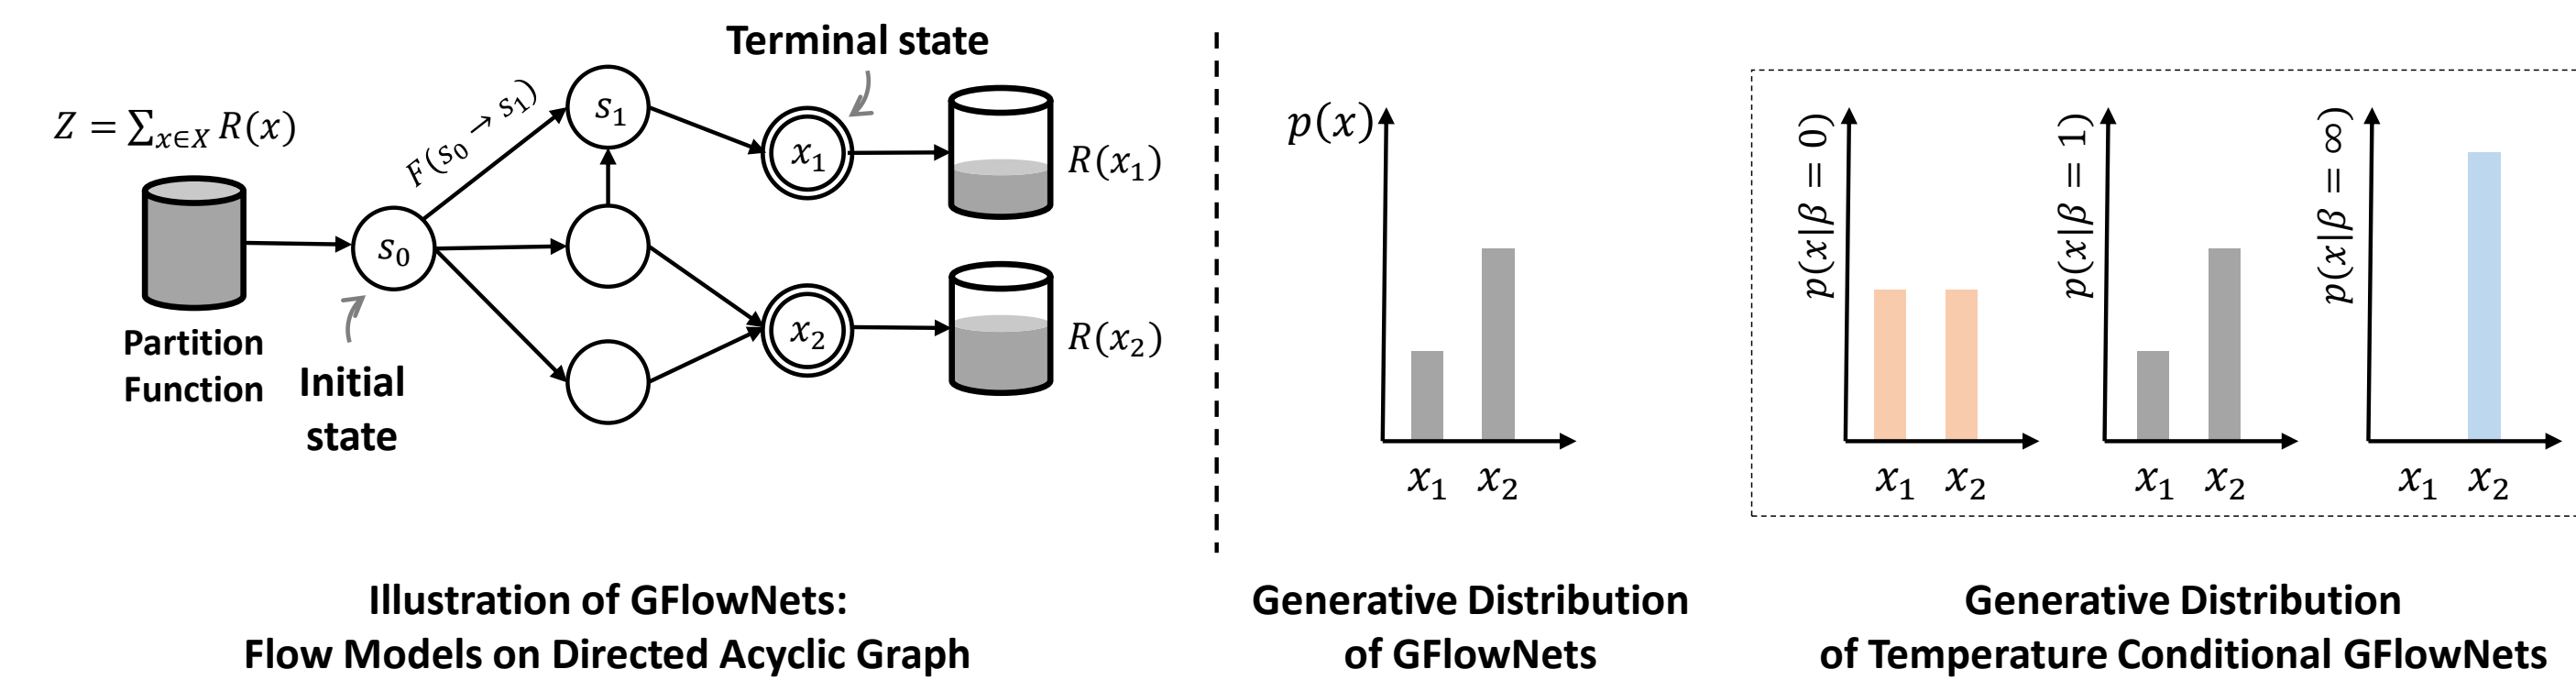 Terminal state
Z = ∑x∈X R(x)
F(s0 → s1)
s1
x1
R(x1)
s0
x2
R(x2)
Partition
Function
Initial
state
Illustration of GFlowNets:
Flow Models on Directed Acyclic Graph
p(x)
x1 x2
Generative Distribution
of GFlowNets
p(x|β = 0)
x1 x2
p(x|β = 1)
x1 x2
p(x|β = ∞)
x1 x2
Generative Distribution
of Temperature Conditional GFlowNets